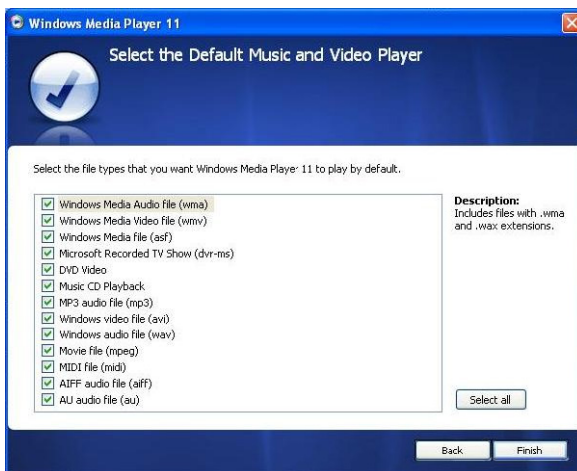 Windows Media Player 11
Select the Default Music and Video Player
Select the file types that you want Windows Media Player 11 to play by default.
Windows Media Audio file (wma)
Windows Media Video file (wmv)
Windows Media file (asf)
Microsoft Recorded TV Show (dvr-ms)
DVD Video
Music CD Playback
MP3 audio file (mp3)
Windows video file (avi)
Windows audio file (wav)
Movie file (mpeg)
MIDI file (midi)
AIFF audio file (aiff)
AU audio file (au)
Description:
Includes files with .wma
and .wax extensions.
Select all
Back
Finish